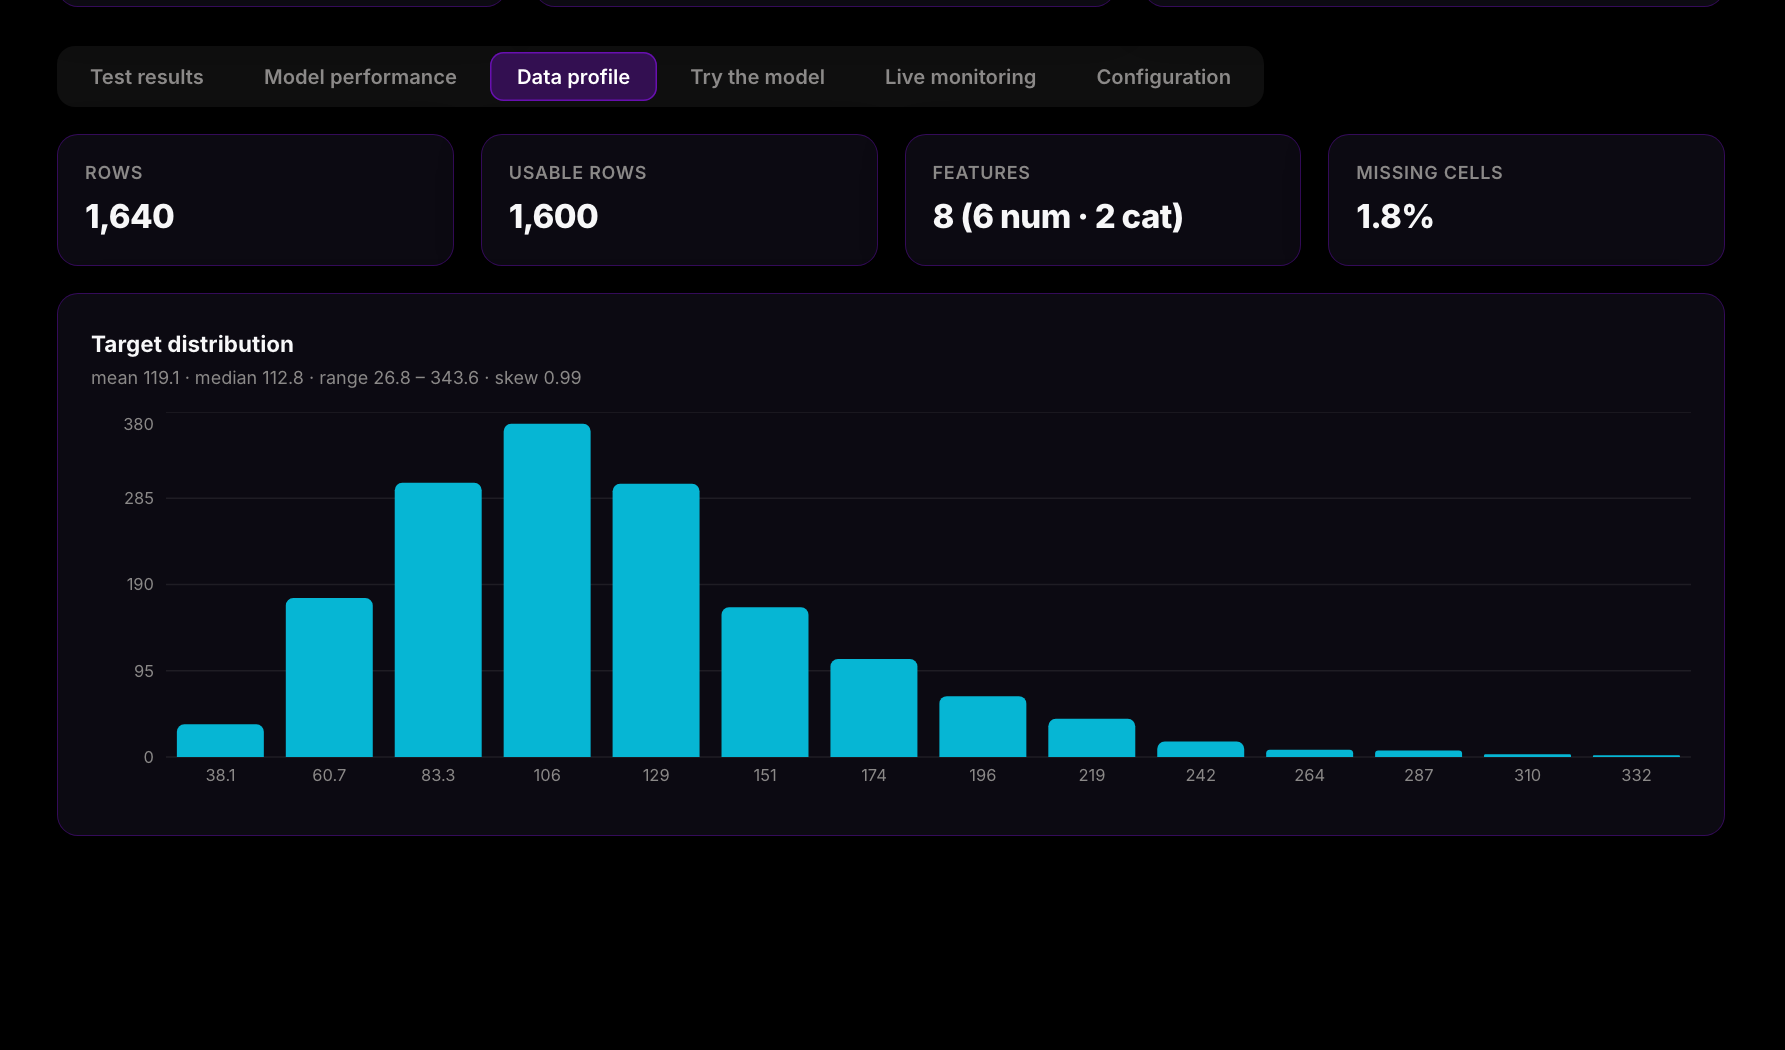 Test results Model performance Data profile Try the model Live monitoring Configuration
ROWS
1,640
USABLE ROWS
1,600
FEATURES
8 (6 num · 2 cat)
MISSING CELLS
1.8%
Target distribution
mean 119.1 · median 112.8 · range 26.8 – 343.6 · skew 0.99
380
285
190
95
0
38.1 60.7 83.3 106 129 151 174 196 219 242 264 287 310 332